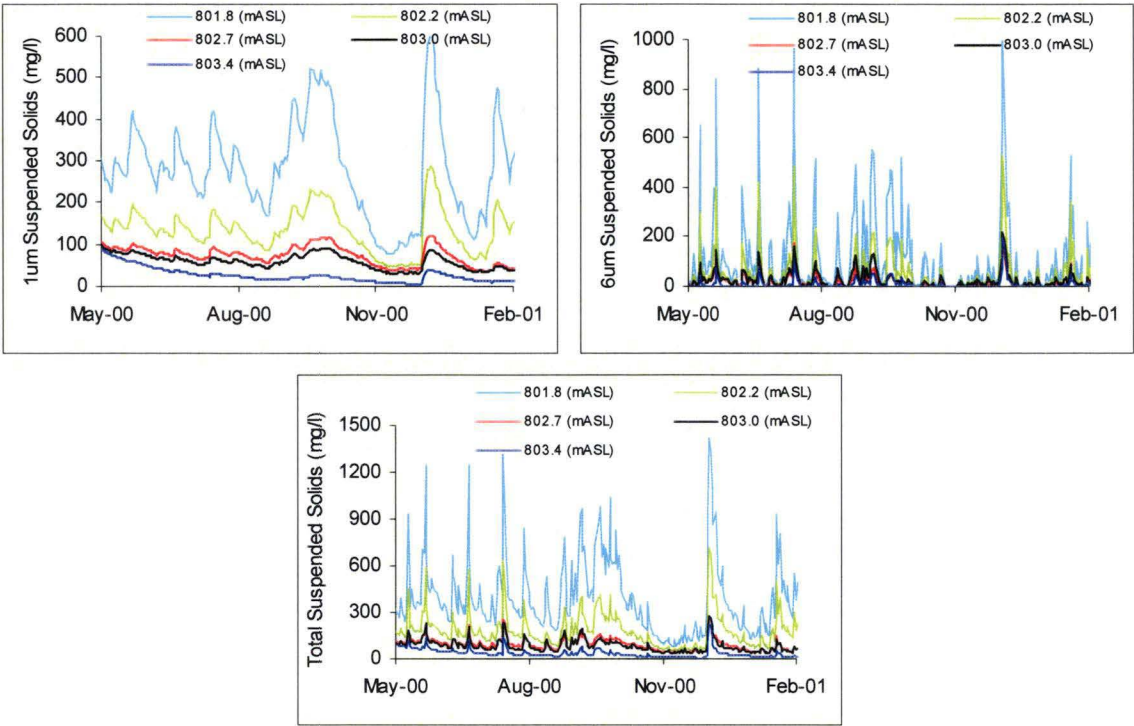 801.8 (mASL) 802.2 (mASL)
802.7 (mASL) 803.0 (mASL)
803.4 (mASL)
1um Suspended Solids (mg/l)
600
500
400
300
200
100
0
May-00 Aug-00 Nov-00 Feb-01
801.8 (mASL) 802.2 (mASL)
802.7 (mASL) 803.0 (mASL)
803.4 (mASL)
6um Suspended Solids (mg/l)
1000
800
600
400
200
0
May-00 Aug-00 Nov-00 Feb-01
801.8 (mASL) 802.2 (mASL)
802.7 (mASL) 803.0 (mASL)
803.4 (mASL)
Total Suspended Solids (mg/l)
1500
1200
900
600
300
0
May-00 Aug-00 Nov-00 Feb-01